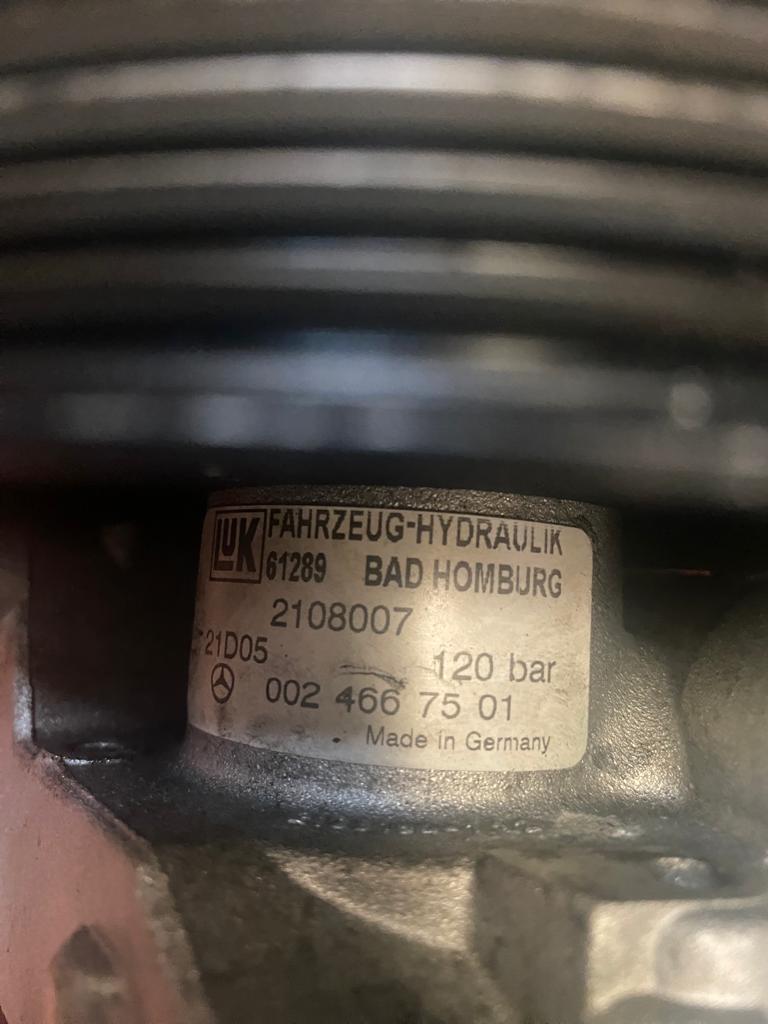 LUK FAHRZEUG-HYDRAULIK
61289 BAD HOMBURG
2108007
21D05 120 bar
002 466 75 01
Made in Germany